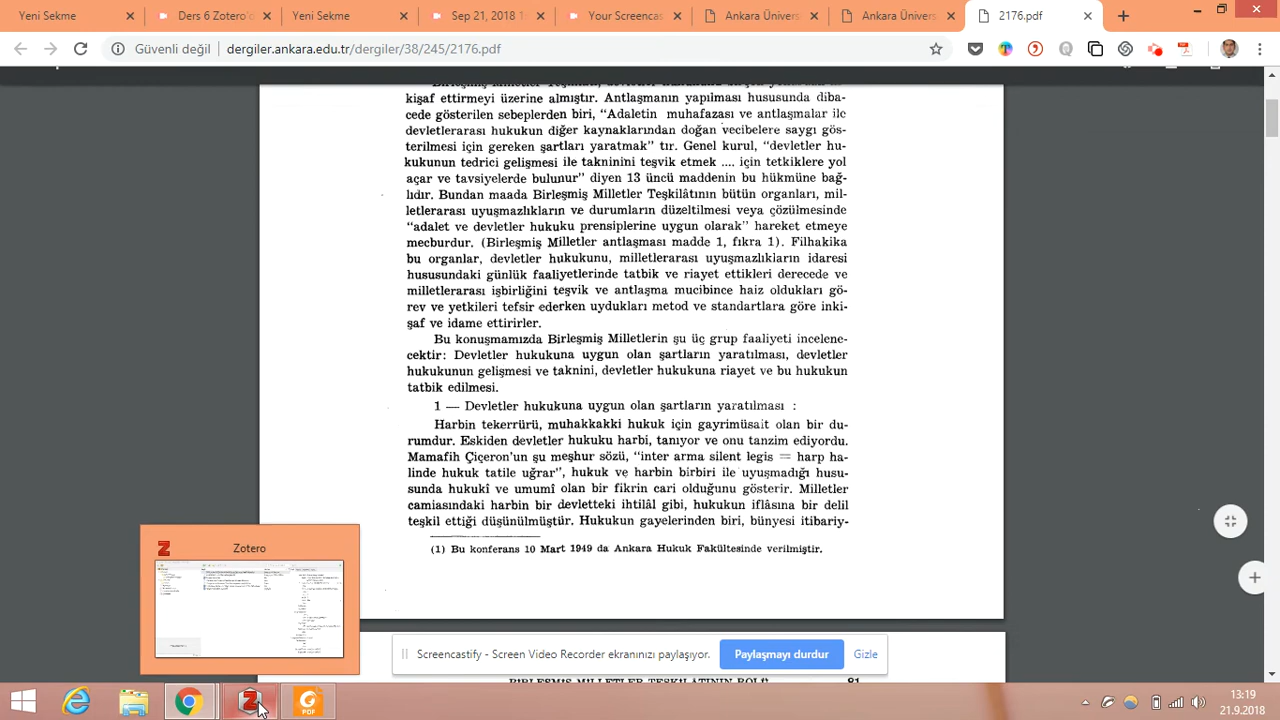 Yeni Sekme
Ders 6 Zotero'c
Yeni Sekme
Sep 21, 2018 1:
Your Screencas
Ankara Ünivers
Ankara Ünivers
2176.pdf
Güvenli değil
dergiler.ankara.edu.tr/dergiler/38/245/2176.pdf
kişaf ettirmeyi üzerine almıştır. Antlaşmanın yapılması hususunda diba-
cede gösterilen sebeplerden biri, "Adaletin muhafazası ve antlaşmalar ile
devletlerarası hukukun diğer kaynaklarından doğan vecibelere saygı gös-
terilmesi için gereken şartları yaratmak" tır. Genel kurul, "devletler hu-
kukunun tedrici gelişmesi ile takninini teşvik etmek .... için tetkiklere yol
açar ve tavsiyelerde bulunur" diyen 13 üncü maddenin bu hükmüne bağ-
lıdır. Bundan maada Birleşmiş Milletler Teşkilâtının bütün organları, mil-
letlerarası uyuşmazlıkların ve durumların düzeltilmesi veya çözülmesinde
"adalet ve devletler hukuku prensiplerine uygun olarak" hareket etmeye
mecburdur. (Birleşmiş Milletler antlaşması madde 1, fıkra 1). Filhakika
bu organlar, devletler hukukunu, milletlerarası uyuşmazlıkların idaresi
hususundaki günlük faaliyetlerinde tatbik ve riayet ettikleri derecede ve
milletlerarası işbirliğini teşvik ve antlaşma mucibince haiz oldukları gö-
rev ve yetkileri tefsir ederken uydukları metod ve standartlara göre inki-
şaf ve idame ettirirler.
Bu konuşmamızda Birleşmiş Milletlerin şu üç grup faaliyeti incelene-
cektir: Devletler hukukuna uygun olan şartların yaratılması, devletler
hukukunun gelişmesi ve taknini, devletler hukukuna riayet ve bu hukukun
tatbik edilmesi.
1 — Devletler hukukuna uygun olan şartların yaratılması :
Harbin tekerrürü, muhakkakki hukuk için gayrimüsait olan bir du-
rumdur. Eskiden devletler hukuku harbi, tanıyor ve onu tanzim ediyordu.
Mamafih Çiçeron'un şu meşhur sözü, "inter arma silent legis = harp ha-
linde hukuk tatile uğrar", hukuk ve harbin birbiri ile uyuşmadığı husu-
sunda hukukî ve umumî olan bir fikrin cari olduğunu gösterir. Milletler
camiasındaki harbin bir devletteki ihtilâl gibi, hukukun iflâsına bir delil
teşkil ettiği düşünülmüştür. Hukukun gayelerinden biri, bünyesi itibariy-
(1) Bu konferans 10 Mart 1949 da Ankara Hukuk Fakültesinde verilmiştir.
Zotero
Screencastify - Screen Video Recorder ekranınızı paylaşıyor.
Paylaşmayı durdur
Gizle
BİRLEŞMİŞ MİLLETLER TEŞKİLÂTININ ROLÜ 81
13:19
21.9.2018